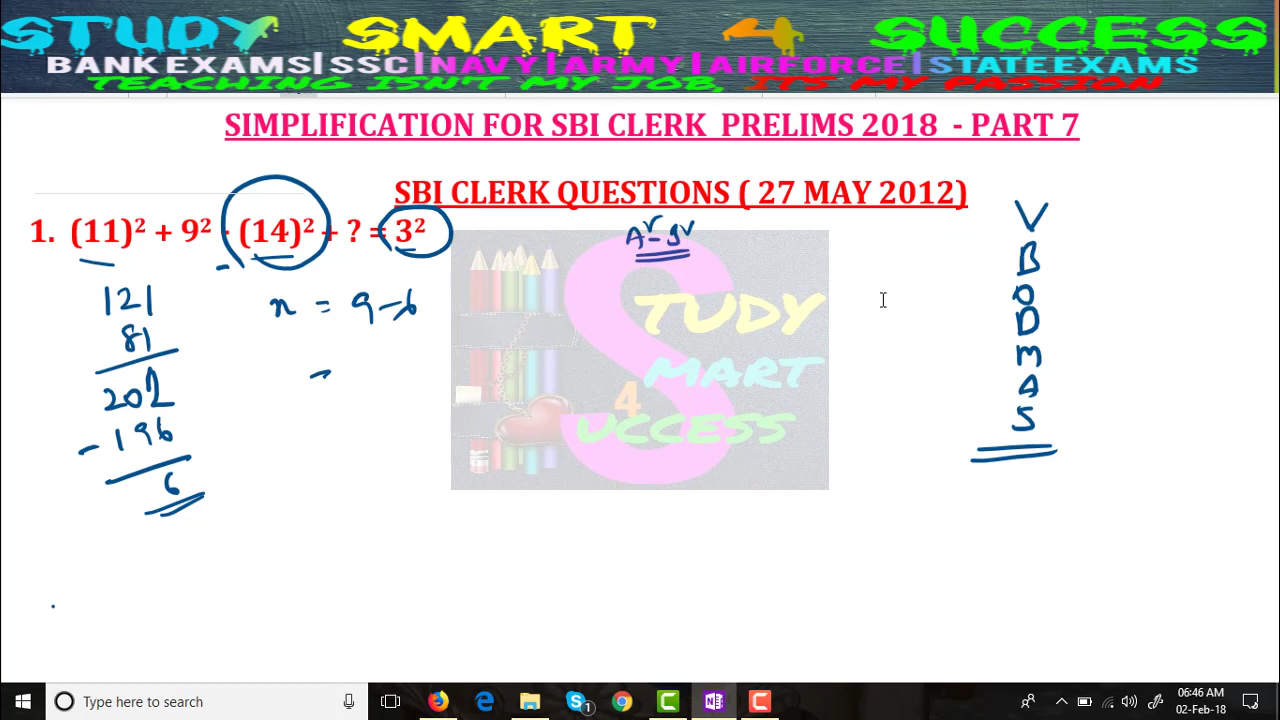 STUDY SMART 4 SUCCESS
BANK EXAMS|SSC|NAVY|ARMY|AIRFORCE|STATE EXAMS
TEACHING ISN'T MY JOB, IT'S MY PASSION
SIMPLIFICATION FOR SBI CLERK PRELIMS 2018 - PART 7
SBI CLERK QUESTIONS ( 27 MAY 2012)
1. (11)² + 9² - (14)² + ? = 3²
121
81
202
- 196
6
x = 9 - 6
=
V
B
O
D
M
A
S
TUDY
MART
4
UCCESS
S
Type here to search
1
06:46 AM
02-Feb-18